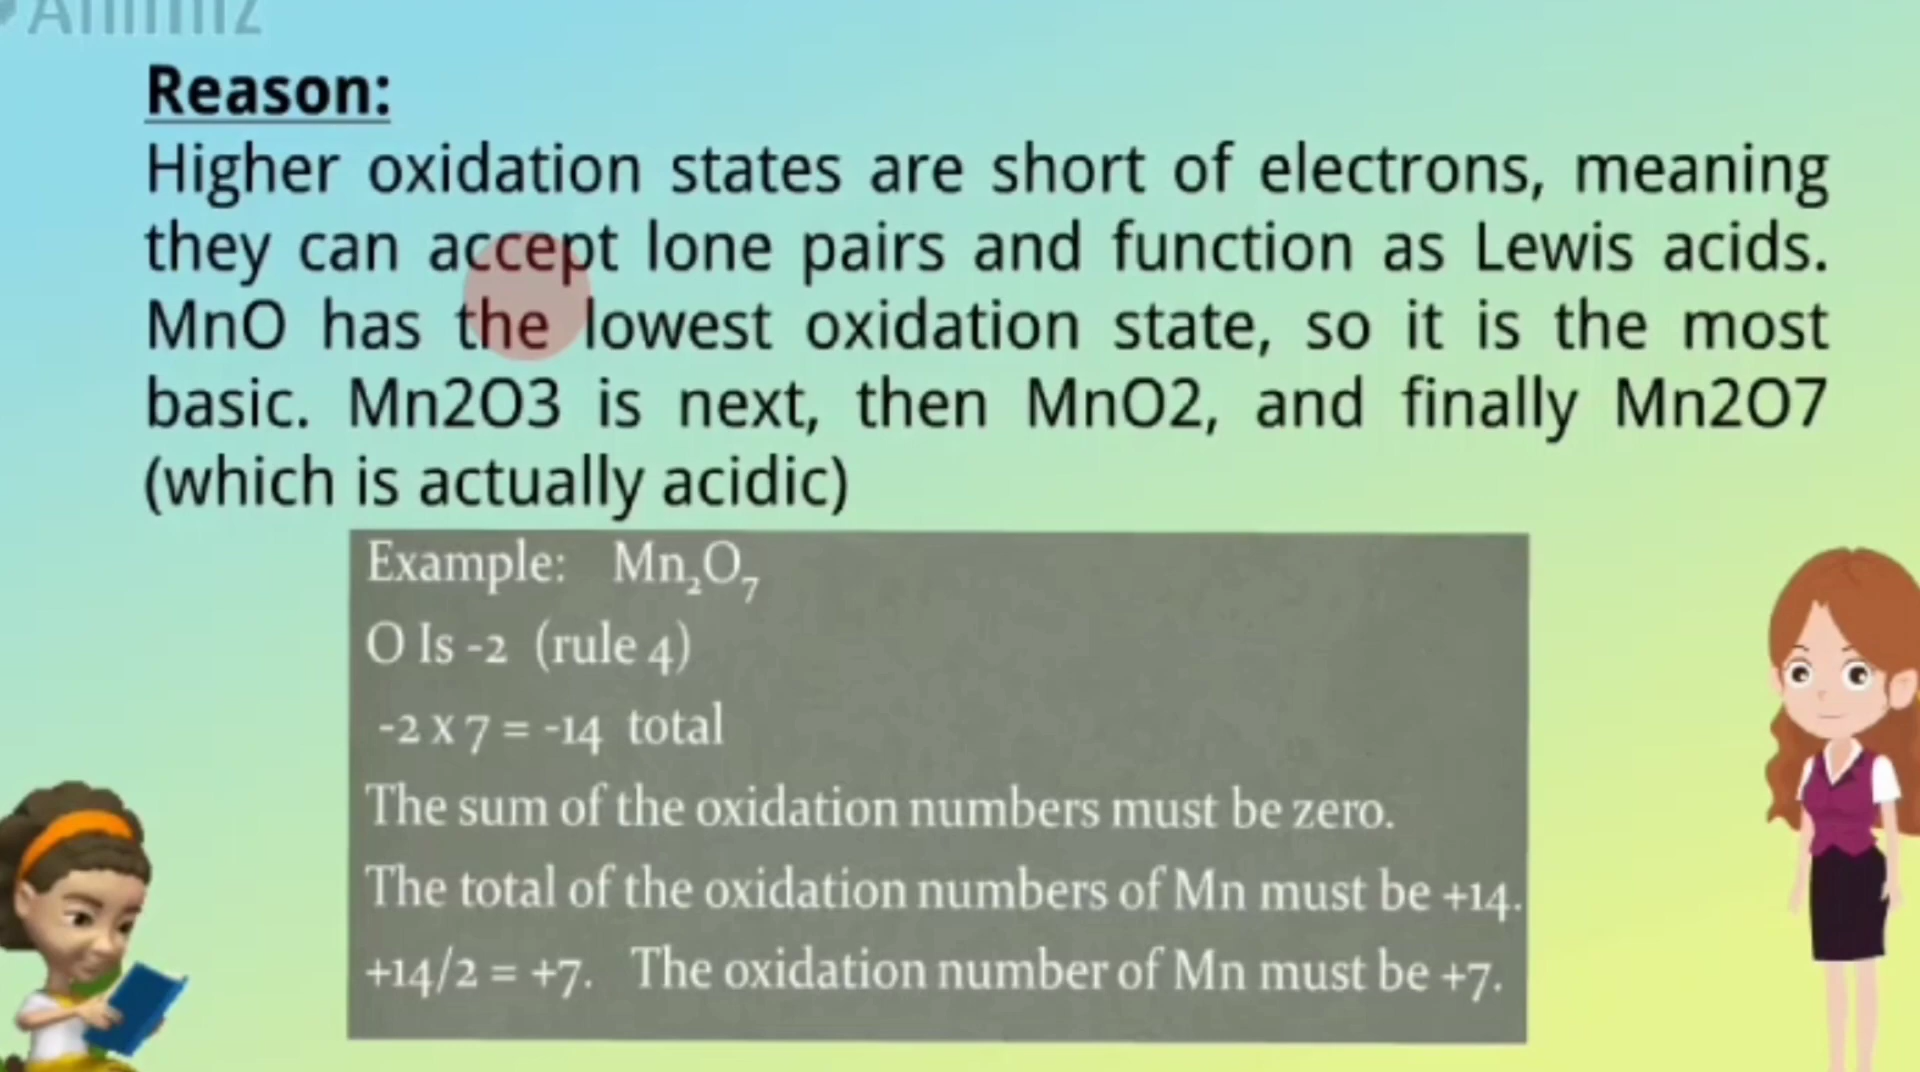 Reason:
Higher oxidation states are short of electrons, meaning
they can accept lone pairs and function as Lewis acids.
MnO has the lowest oxidation state, so it is the most
basic. Mn2O3 is next, then MnO2, and finally Mn2O7
(which is actually acidic)
Example: Mn₂O₇
O Is -2 (rule 4)
-2 x 7 = -14 total
The sum of the oxidation numbers must be zero.
The total of the oxidation numbers of Mn must be +14.
+14/2 = +7. The oxidation number of Mn must be +7.